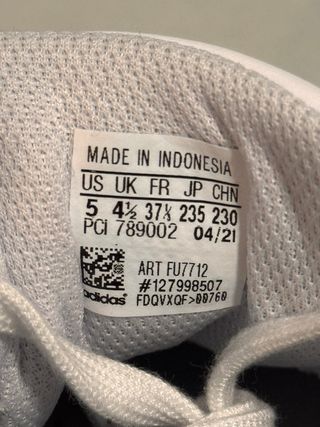 MADE IN INDONESIA
US UK FR JP CHN
5 4½ 37⅓ 235 230
PCI 789002 04/21
ART FU7712
#127998507
adidas FDQVXQF>00760